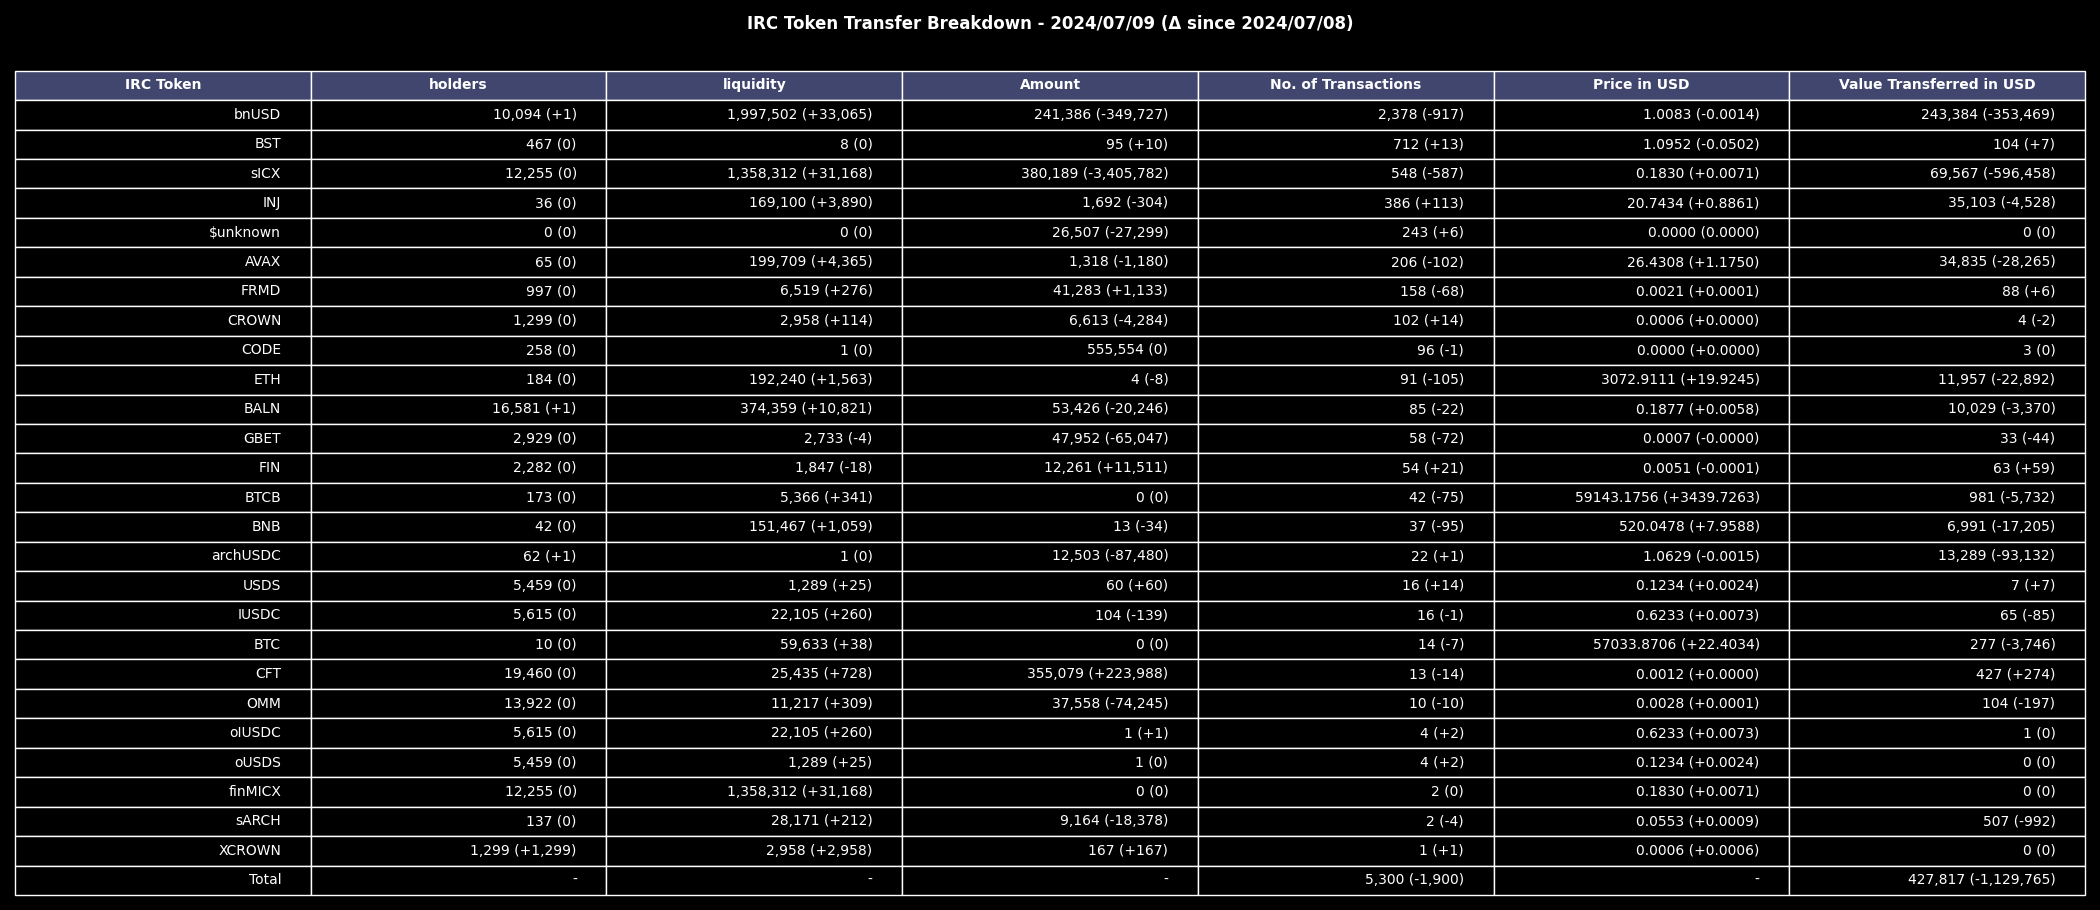 IRC Token Transfer Breakdown - 2024/07/09 (Δ since 2024/07/08)
IRC Token holders liquidity Amount No. of Transactions Price in USD Value Transferred in USD
bnUSD 10,094 (+1) 1,997,502 (+33,065) 241,386 (-349,727) 2,378 (-917) 1.0083 (-0.0014) 243,384 (-353,469)
BST 467 (0) 8 (0) 95 (+10) 712 (+13) 1.0952 (-0.0502) 104 (+7)
sICX 12,255 (0) 1,358,312 (+31,168) 380,189 (-3,405,782) 548 (-587) 0.1830 (+0.0071) 69,567 (-596,458)
INJ 36 (0) 169,100 (+3,890) 1,692 (-304) 386 (+113) 20.7434 (+0.8861) 35,103 (-4,528)
$unknown 0 (0) 0 (0) 26,507 (-27,299) 243 (+6) 0.0000 (0.0000) 0 (0)
AVAX 65 (0) 199,709 (+4,365) 1,318 (-1,180) 206 (-102) 26.4308 (+1.1750) 34,835 (-28,265)
FRMD 997 (0) 6,519 (+276) 41,283 (+1,133) 158 (-68) 0.0021 (+0.0001) 88 (+6)
CROWN 1,299 (0) 2,958 (+114) 6,613 (-4,284) 102 (+14) 0.0006 (+0.0000) 4 (-2)
CODE 258 (0) 1 (0) 555,554 (0) 96 (-1) 0.0000 (+0.0000) 3 (0)
ETH 184 (0) 192,240 (+1,563) 4 (-8) 91 (-105) 3072.9111 (+19.9245) 11,957 (-22,892)
BALN 16,581 (+1) 374,359 (+10,821) 53,426 (-20,246) 85 (-22) 0.1877 (+0.0058) 10,029 (-3,370)
GBET 2,929 (0) 2,733 (-4) 47,952 (-65,047) 58 (-72) 0.0007 (-0.0000) 33 (-44)
FIN 2,282 (0) 1,847 (-18) 12,261 (+11,511) 54 (+21) 0.0051 (-0.0001) 63 (+59)
BTCB 173 (0) 5,366 (+341) 0 (0) 42 (-75) 59143.1756 (+3439.7263) 981 (-5,732)
BNB 42 (0) 151,467 (+1,059) 13 (-34) 37 (-95) 520.0478 (+7.9588) 6,991 (-17,205)
archUSDC 62 (+1) 1 (0) 12,503 (-87,480) 22 (+1) 1.0629 (-0.0015) 13,289 (-93,132)
USDS 5,459 (0) 1,289 (+25) 60 (+60) 16 (+14) 0.1234 (+0.0024) 7 (+7)
IUSDC 5,615 (0) 22,105 (+260) 104 (-139) 16 (-1) 0.6233 (+0.0073) 65 (-85)
BTC 10 (0) 59,633 (+38) 0 (0) 14 (-7) 57033.8706 (+22.4034) 277 (-3,746)
CFT 19,460 (0) 25,435 (+728) 355,079 (+223,988) 13 (-14) 0.0012 (+0.0000) 427 (+274)
OMM 13,922 (0) 11,217 (+309) 37,558 (-74,245) 10 (-10) 0.0028 (+0.0001) 104 (-197)
oIUSDC 5,615 (0) 22,105 (+260) 1 (+1) 4 (+2) 0.6233 (+0.0073) 1 (0)
oUSDS 5,459 (0) 1,289 (+25) 1 (0) 4 (+2) 0.1234 (+0.0024) 0 (0)
finMICX 12,255 (0) 1,358,312 (+31,168) 0 (0) 2 (0) 0.1830 (+0.0071) 0 (0)
sARCH 137 (0) 28,171 (+212) 9,164 (-18,378) 2 (-4) 0.0553 (+0.0009) 507 (-992)
XCROWN 1,299 (+1,299) 2,958 (+2,958) 167 (+167) 1 (+1) 0.0006 (+0.0006) 0 (0)
Total - - - 5,300 (-1,900) - 427,817 (-1,129,765)